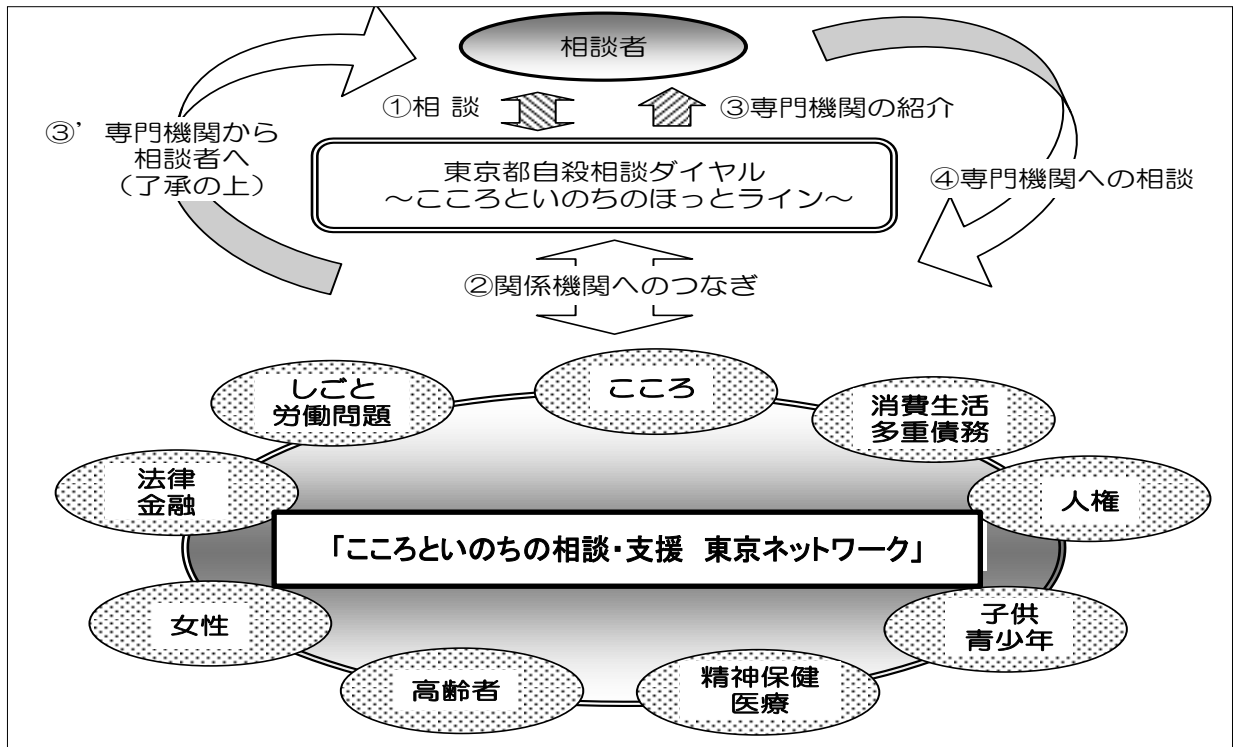 相談者
①相 談
③専門機関の紹介
③’専門機関から
相談者へ
（了承の上）
東京都自殺相談ダイヤル
～こころといのちのほっとライン～
④専門機関への相談
②関係機関へのつなぎ
しごと
労働問題
こころ
消費生活
多重債務
法律
金融
人権
「こころといのちの相談・支援　東京ネットワーク」
女性
子供
青少年
高齢者
精神保健
医療